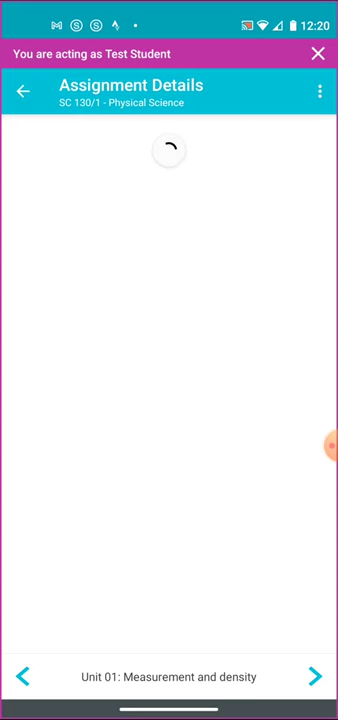 12:20
You are acting as Test Student
Assignment Details
SC 130/1 - Physical Science
Unit 01: Measurement and density